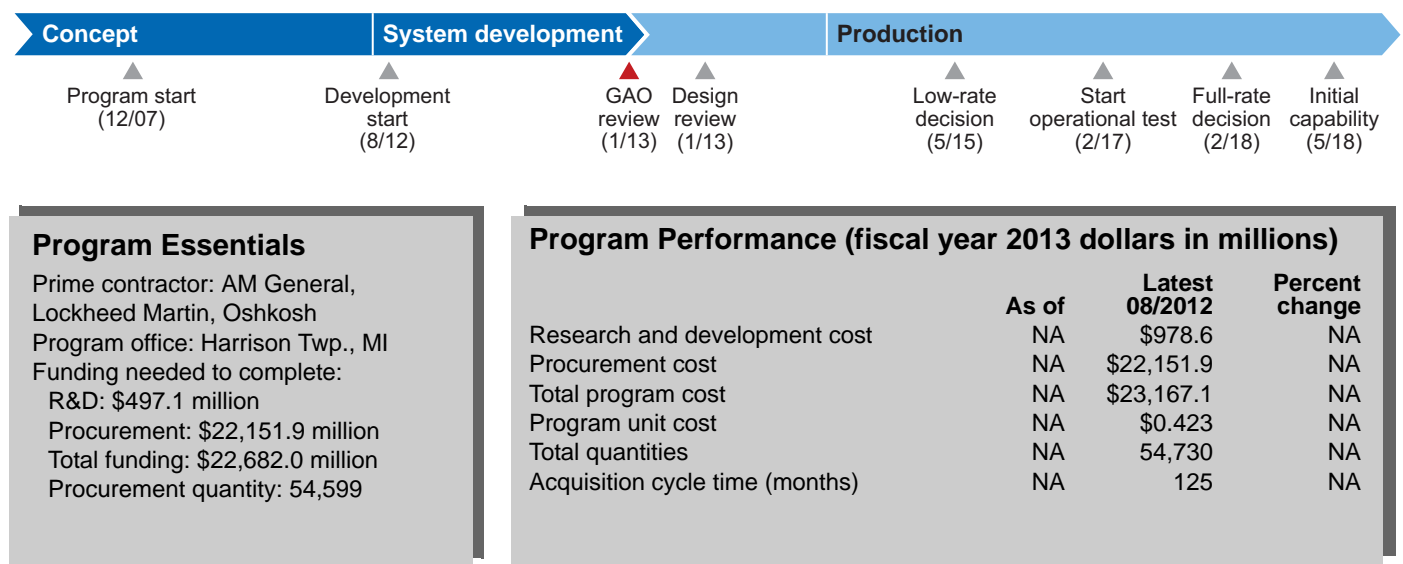 Concept System development Production
Program start
(12/07)
Development
start
(8/12)
GAO
review
(1/13)
Design
review
(1/13)
Low-rate
decision
(5/15)
Start
operational test
(2/17)
Full-rate
decision
(2/18)
Initial
capability
(5/18)
Program Essentials
Prime contractor: AM General,
Lockheed Martin, Oshkosh
Program office: Harrison Twp., MI
Funding needed to complete:
R&D: $497.1 million
Procurement: $22,151.9 million
Total funding: $22,682.0 million
Procurement quantity: 54,599
Program Performance (fiscal year 2013 dollars in millions)
As of Latest 08/2012 Percent change
Research and development cost NA $978.6 NA
Procurement cost NA $22,151.9 NA
Total program cost NA $23,167.1 NA
Program unit cost NA $0.423 NA
Total quantities NA 54,730 NA
Acquisition cycle time (months) NA 125 NA